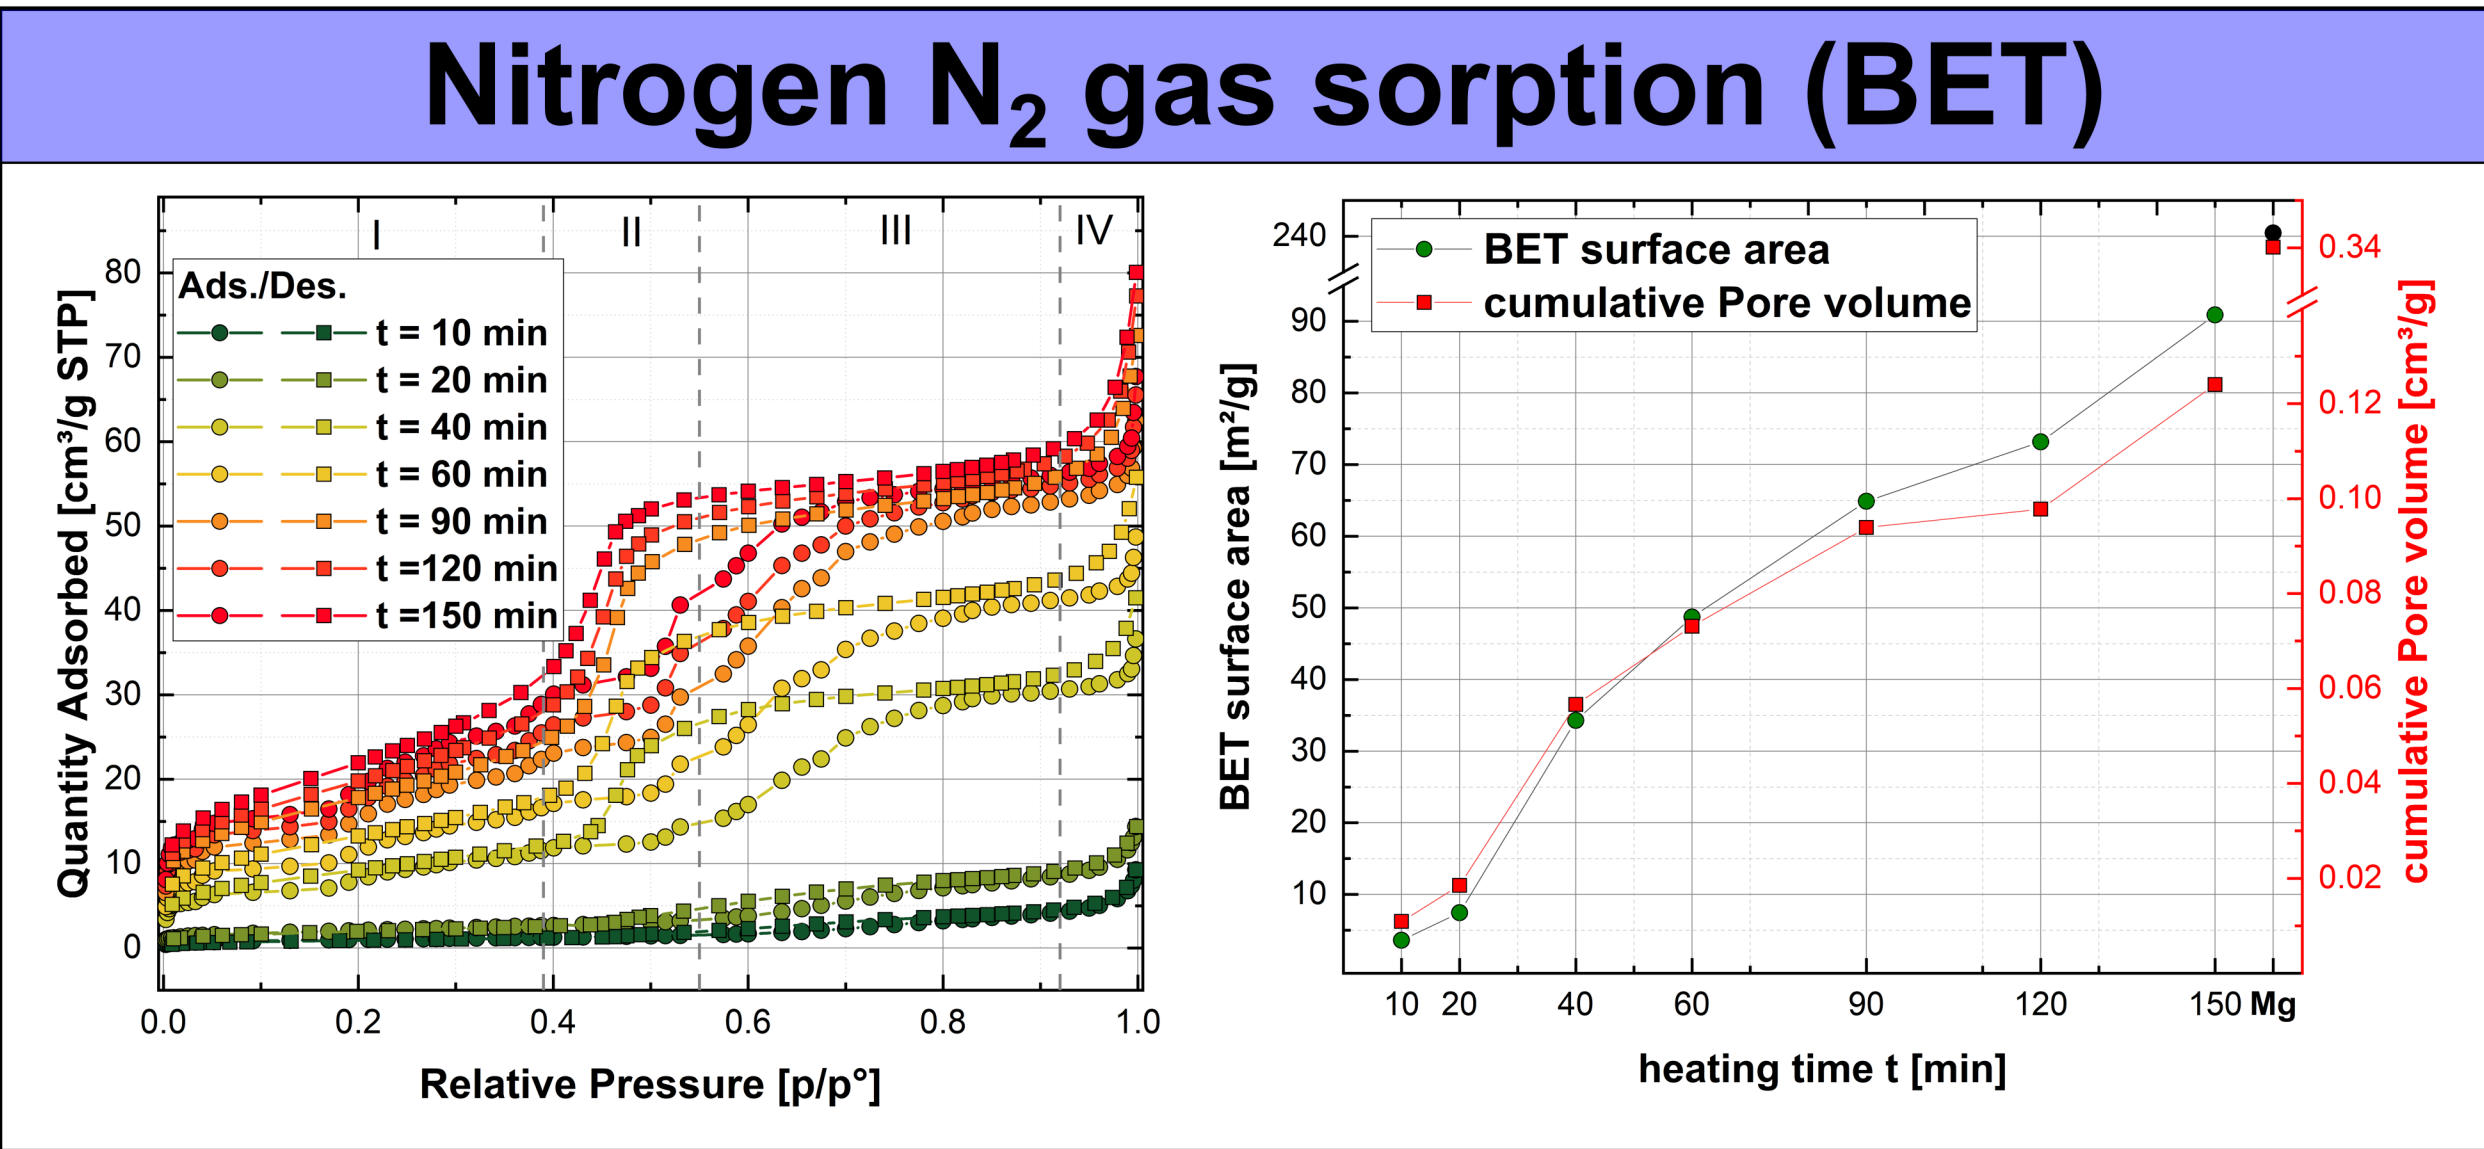 Nitrogen N₂ gas sorption (BET)
Quantity Adsorbed [cm³/g STP]
80
70
60
50
40
30
20
10
0
I
II
III
IV
Ads./Des.
t = 10 min
t = 20 min
t = 40 min
t = 60 min
t = 90 min
t =120 min
t =150 min
0.0 0.2 0.4 0.6 0.8 1.0
Relative Pressure [p/p°]
BET surface area [m²/g]
240
90
80
70
60
50
40
30
20
10
BET surface area
cumulative Pore volume
0.34
0.12
0.10
0.08
0.06
0.04
0.02
cumulative Pore volume [cm³/g]
10 20 40 60 90 120 150 Mg
heating time t [min]